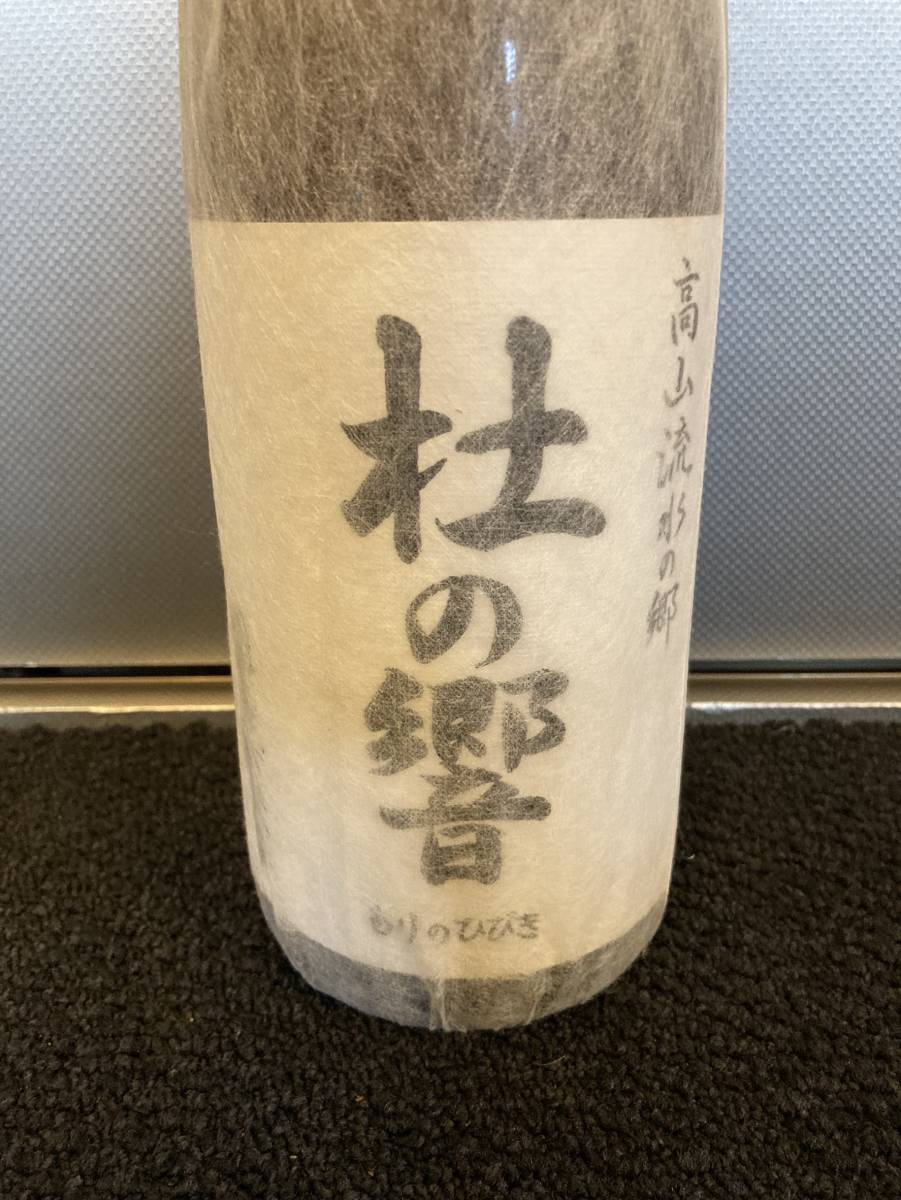 高山流水の郷
杜の響
もりのひびき